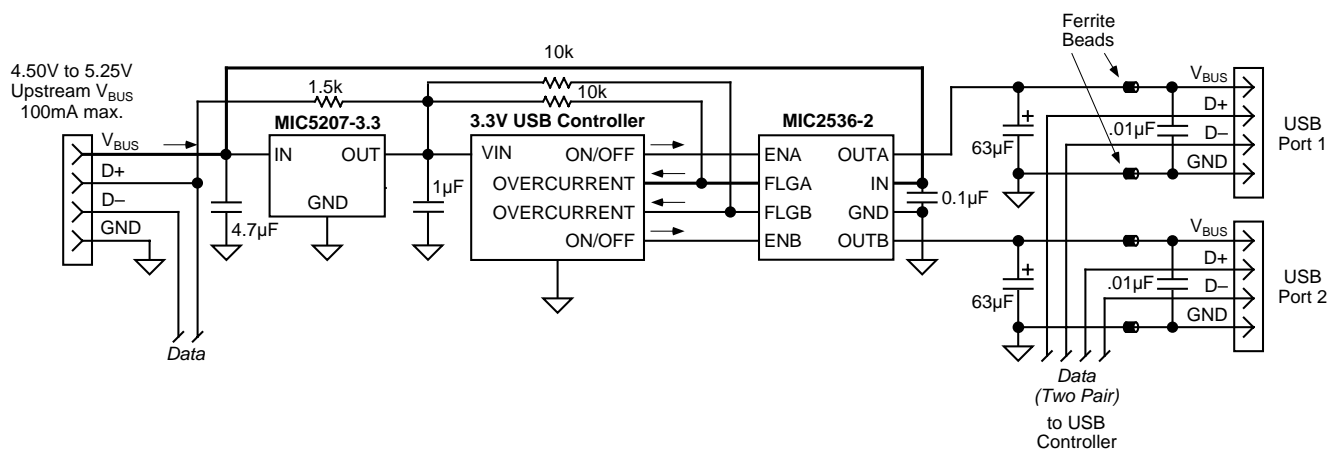 4.50V to 5.25V
Upstream VBUS
100mA max.
VBUS
D+
D–
GND
4.7µF
Data
1.5k
MIC5207-3.3
IN
OUT
GND
1µF
10k
10k
3.3V USB Controller
VIN
ON/OFF
OVERCURRENT
OVERCURRENT
ON/OFF
MIC2536-2
ENA
OUTA
FLGA
IN
FLGB
GND
ENB
OUTB
0.1µF
Ferrite
Beads
+
63µF
.01µF
VBUS
D+
D–
GND
USB
Port 1
+
63µF
.01µF
VBUS
D+
D–
GND
USB
Port 2
Data
(Two Pair)
to USB
Controller